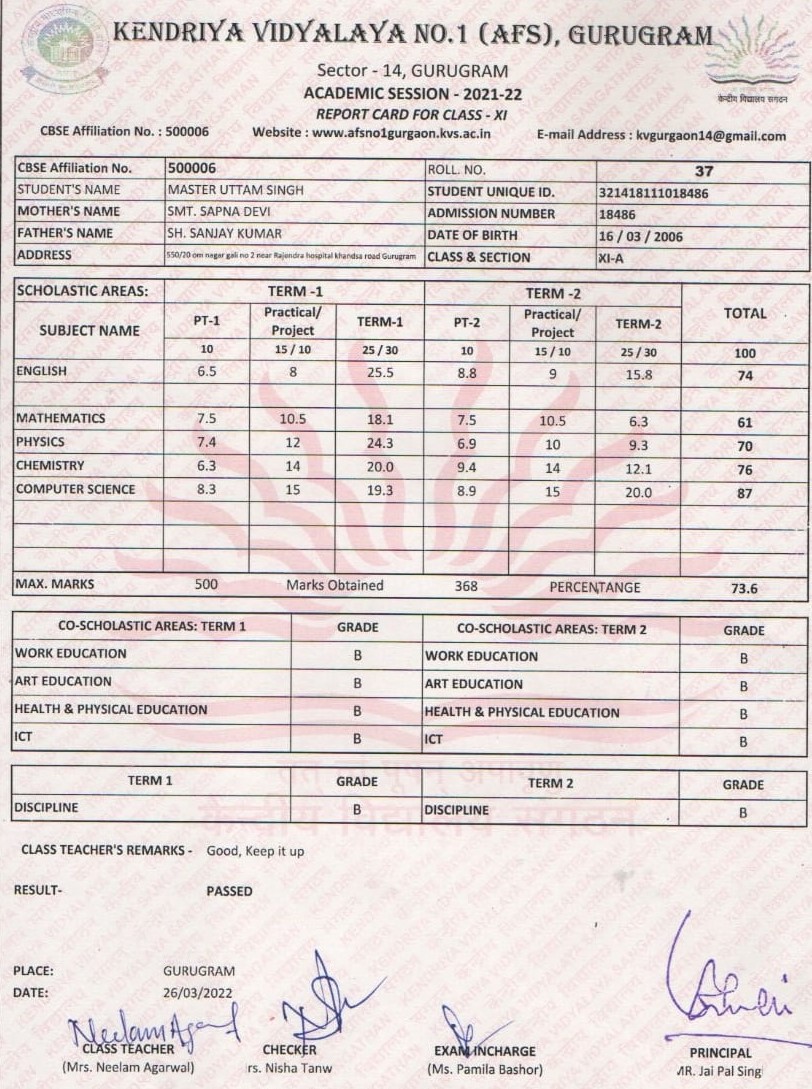 KENDRIYA VIDYALAYA NO.1 (AFS), GURUGRAM
केन्द्रीय विद्यालय संगठन
Sector - 14, GURUGRAM
ACADEMIC SESSION - 2021-22
REPORT CARD FOR CLASS - XI
CBSE Affiliation No. : 500006 Website : www.afsno1gurgaon.kvs.ac.in E-mail Address : kvgurgaon14@gmail.com
CBSE Affiliation No. 500006 ROLL. NO. 37
STUDENT'S NAME MASTER UTTAM SINGH STUDENT UNIQUE ID. 321418111018486
MOTHER'S NAME SMT. SAPNA DEVI ADMISSION NUMBER 18486
FATHER'S NAME SH. SANJAY KUMAR DATE OF BIRTH 16 / 03 / 2006
ADDRESS 550/20 om nagar gali no 2 near Rajendra hospital khandsa road Gurugram CLASS & SECTION XI-A
SCHOLASTIC AREAS: TERM -1 TERM -2 TOTAL
SUBJECT NAME PT-1 Practical/ Project TERM-1 PT-2 Practical/ Project TERM-2
10 15 / 10 25 / 30 10 15 / 10 25 / 30 100
ENGLISH 6.5 8 25.5 8.8 9 15.8 74
MATHEMATICS 7.5 10.5 18.1 7.5 10.5 6.3 61
PHYSICS 7.4 12 24.3 6.9 10 9.3 70
CHEMISTRY 6.3 14 20.0 9.4 14 12.1 76
COMPUTER SCIENCE 8.3 15 19.3 8.9 15 20.0 87
MAX. MARKS 500 Marks Obtained 368 PERCENTANGE 73.6
CO-SCHOLASTIC AREAS: TERM 1 GRADE CO-SCHOLASTIC AREAS: TERM 2 GRADE
WORK EDUCATION B WORK EDUCATION B
ART EDUCATION B ART EDUCATION B
HEALTH & PHYSICAL EDUCATION B HEALTH & PHYSICAL EDUCATION B
ICT B ICT B
TERM 1 GRADE TERM 2 GRADE
DISCIPLINE B DISCIPLINE B
केन्द्रीय विद्यालय संगठन
CLASS TEACHER'S REMARKS - Good, Keep it up
RESULT- PASSED
PLACE: GURUGRAM
DATE: 26/03/2022
Neelam Agarwal
CLASS TEACHER CHECKER EXAM INCHARGE PRINCIPAL
(Mrs. Neelam Agarwal) rs. Nisha Tanw (Ms. Pamila Bashor) MR. Jai Pal Sing